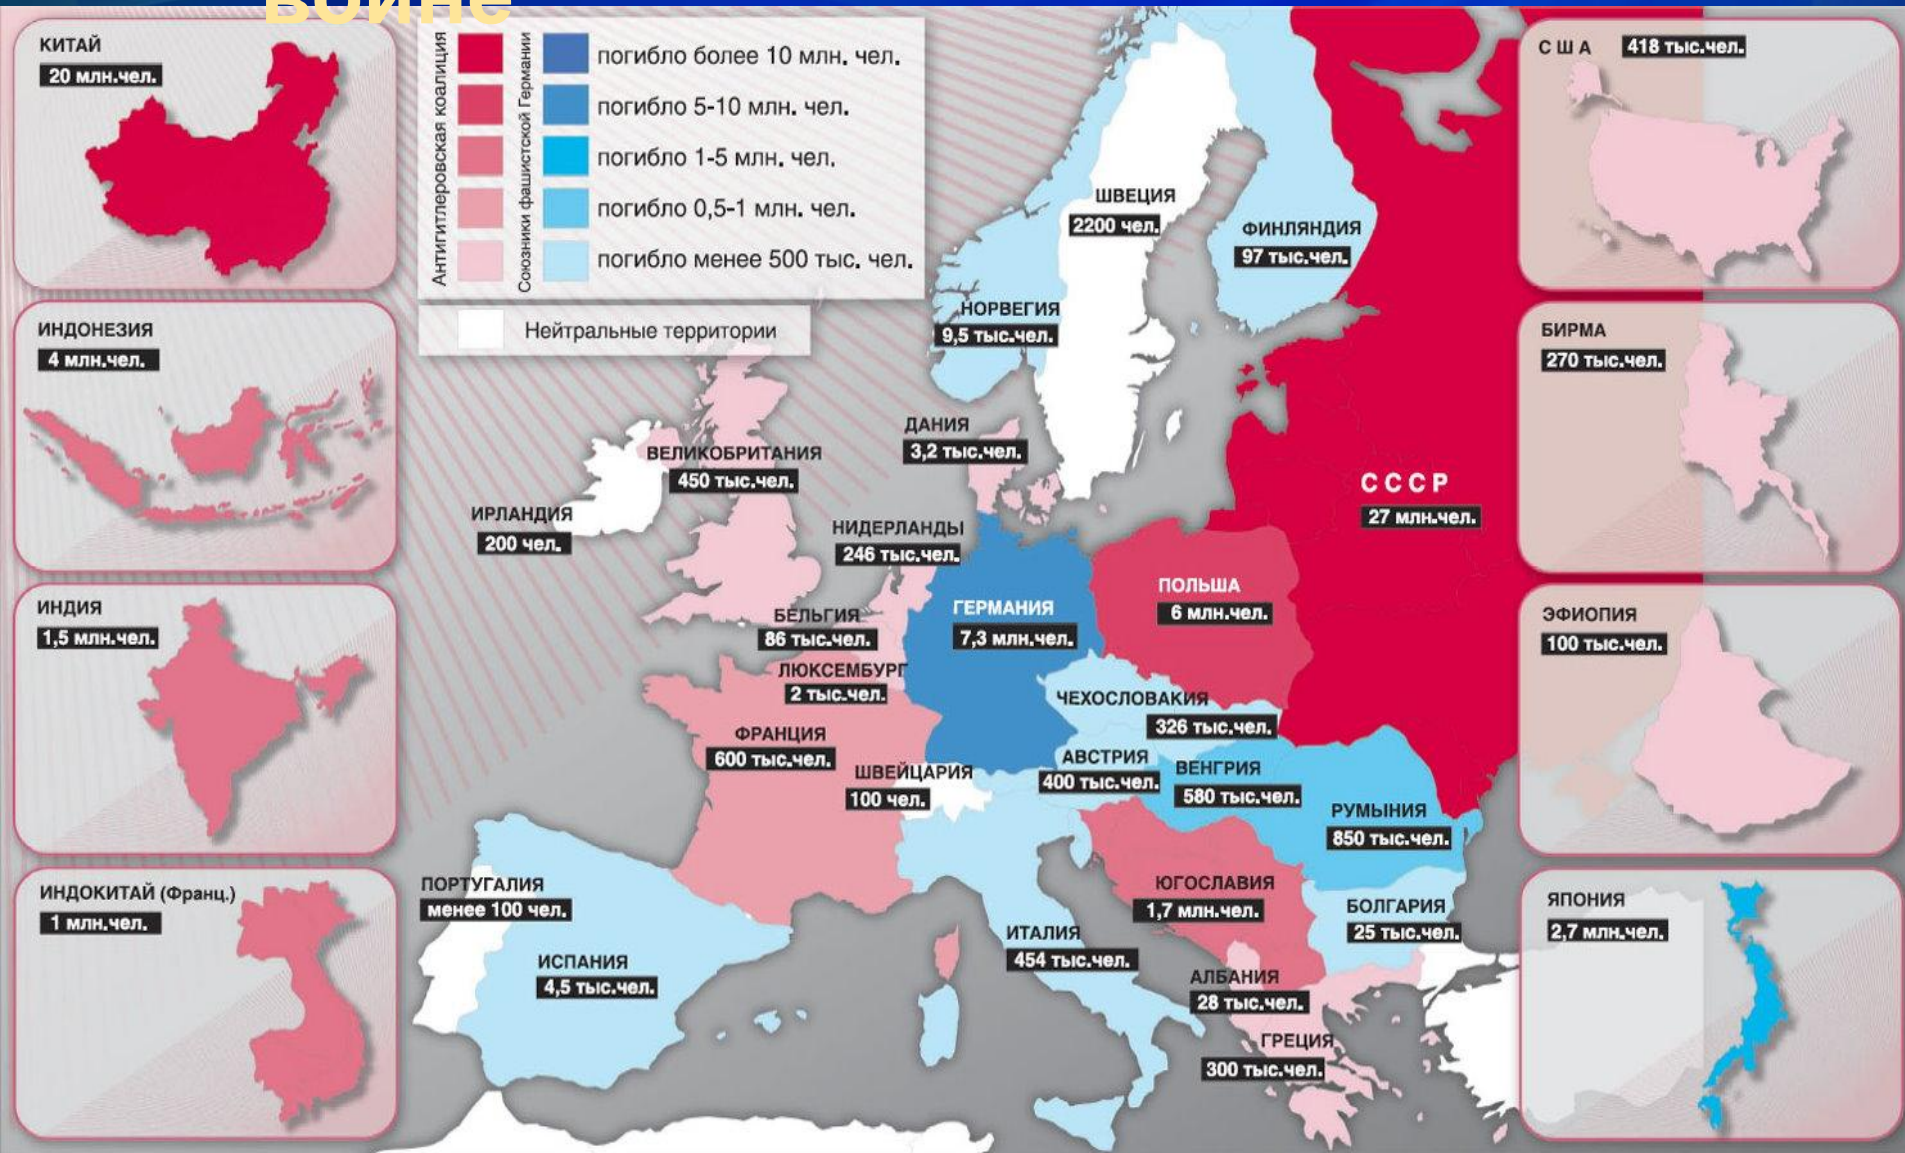 войне
КИТАЙ
20 млн.чел.
ИНДОНЕЗИЯ
4 млн.чел.
ИНДИЯ
1,5 млн.чел.
ИНДОКИТАЙ (Франц.)
1 млн.чел.
Антигитлеровская коалиция
Союзники фашистской Германии
погибло более 10 млн. чел.
погибло 5-10 млн. чел.
погибло 1-5 млн. чел.
погибло 0,5-1 млн. чел.
погибло менее 500 тыс. чел.
Нейтральные территории
ШВЕЦИЯ
2200 чел.
ФИНЛЯНДИЯ
97 тыс.чел.
НОРВЕГИЯ
9,5 тыс.чел.
ДАНИЯ
3,2 тыс.чел.
ВЕЛИКОБРИТАНИЯ
450 тыс.чел.
ИРЛАНДИЯ
200 чел.
НИДЕРЛАНДЫ
246 тыс.чел.
БЕЛЬГИЯ
86 тыс.чел.
ЛЮКСЕМБУРГ
2 тыс.чел.
ГЕРМАНИЯ
7,3 млн.чел.
ПОЛЬША
6 млн.чел.
СССР
27 млн.чел.
ЧЕХОСЛОВАКИЯ
326 тыс.чел.
ФРАНЦИЯ
600 тыс.чел.
ШВЕЙЦАРИЯ
100 чел.
АВСТРИЯ
400 тыс.чел.
ВЕНГРИЯ
580 тыс.чел.
РУМЫНИЯ
850 тыс.чел.
ПОРТУГАЛИЯ
менее 100 чел.
ИСПАНИЯ
4,5 тыс.чел.
ИТАЛИЯ
454 тыс.чел.
ЮГОСЛАВИЯ
1,7 млн.чел.
БОЛГАРИЯ
25 тыс.чел.
АЛБАНИЯ
28 тыс.чел.
ГРЕЦИЯ
300 тыс.чел.
США
418 тыс.чел.
БИРМА
270 тыс.чел.
ЭФИОПИЯ
100 тыс.чел.
ЯПОНИЯ
2,7 млн.чел.